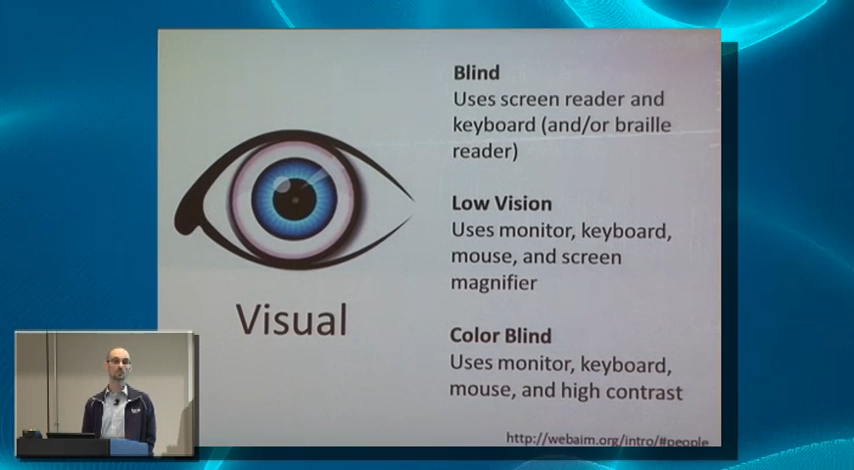 Blind
Uses screen reader and
keyboard (and/or braille
reader)
Low Vision
Uses monitor, keyboard,
mouse, and screen
magnifier
Visual
Color Blind
Uses monitor, keyboard,
mouse, and high contrast
http://webaim.org/intro/#people